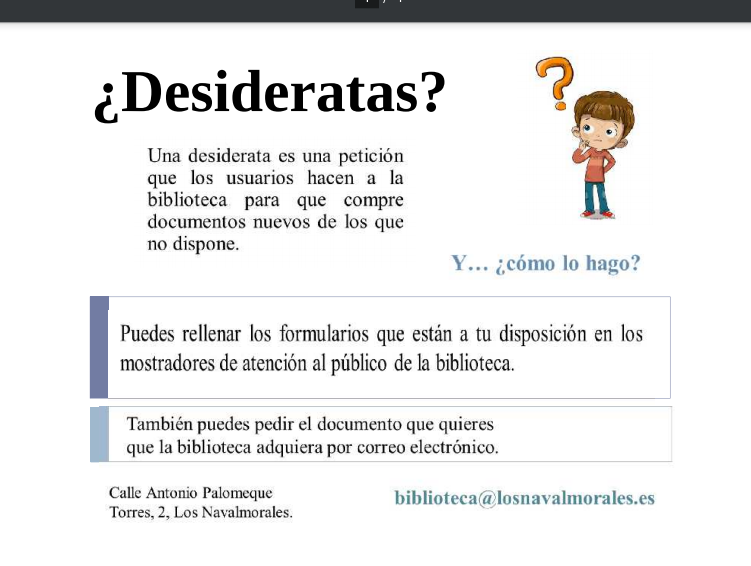 ¿Desideratas?
Una desiderata es una petición
que los usuarios hacen a la
biblioteca para que compre
documentos nuevos de los que
no dispone.
Y… ¿cómo lo hago?
Puedes rellenar los formularios que están a tu disposición en los
mostradores de atención al público de la biblioteca.
También puedes pedir el documento que quieres
que la biblioteca adquiera por correo electrónico.
Calle Antonio Palomeque
Torres, 2, Los Navalmorales.
biblioteca@losnavalmorales.es